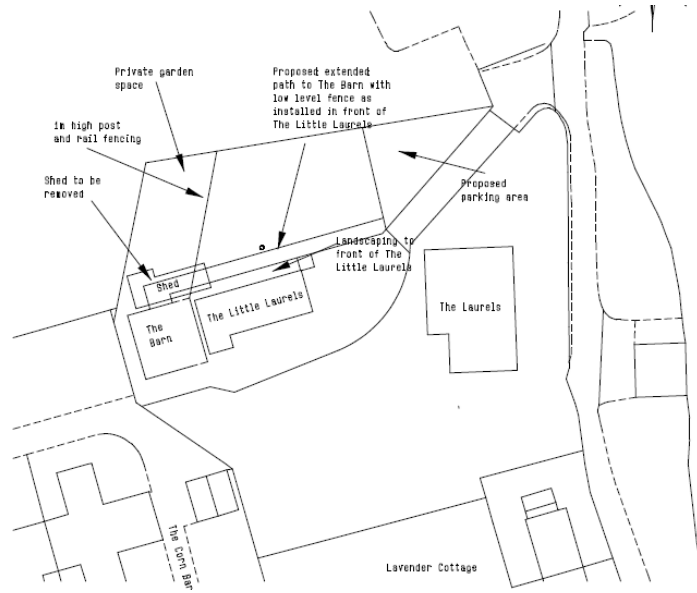 Private garden
space
Proposed extended
path to The Barn with
low level fence as
installed in front of
The Little Laurels
1m high post
and rail fencing
Shed to be
removed
Proposed
parking area
Landscaping to
front of The
Little Laurels
Shed
The Little Laurels
The
Barn
The Laurels
The Corn Bar
Lavender Cottage